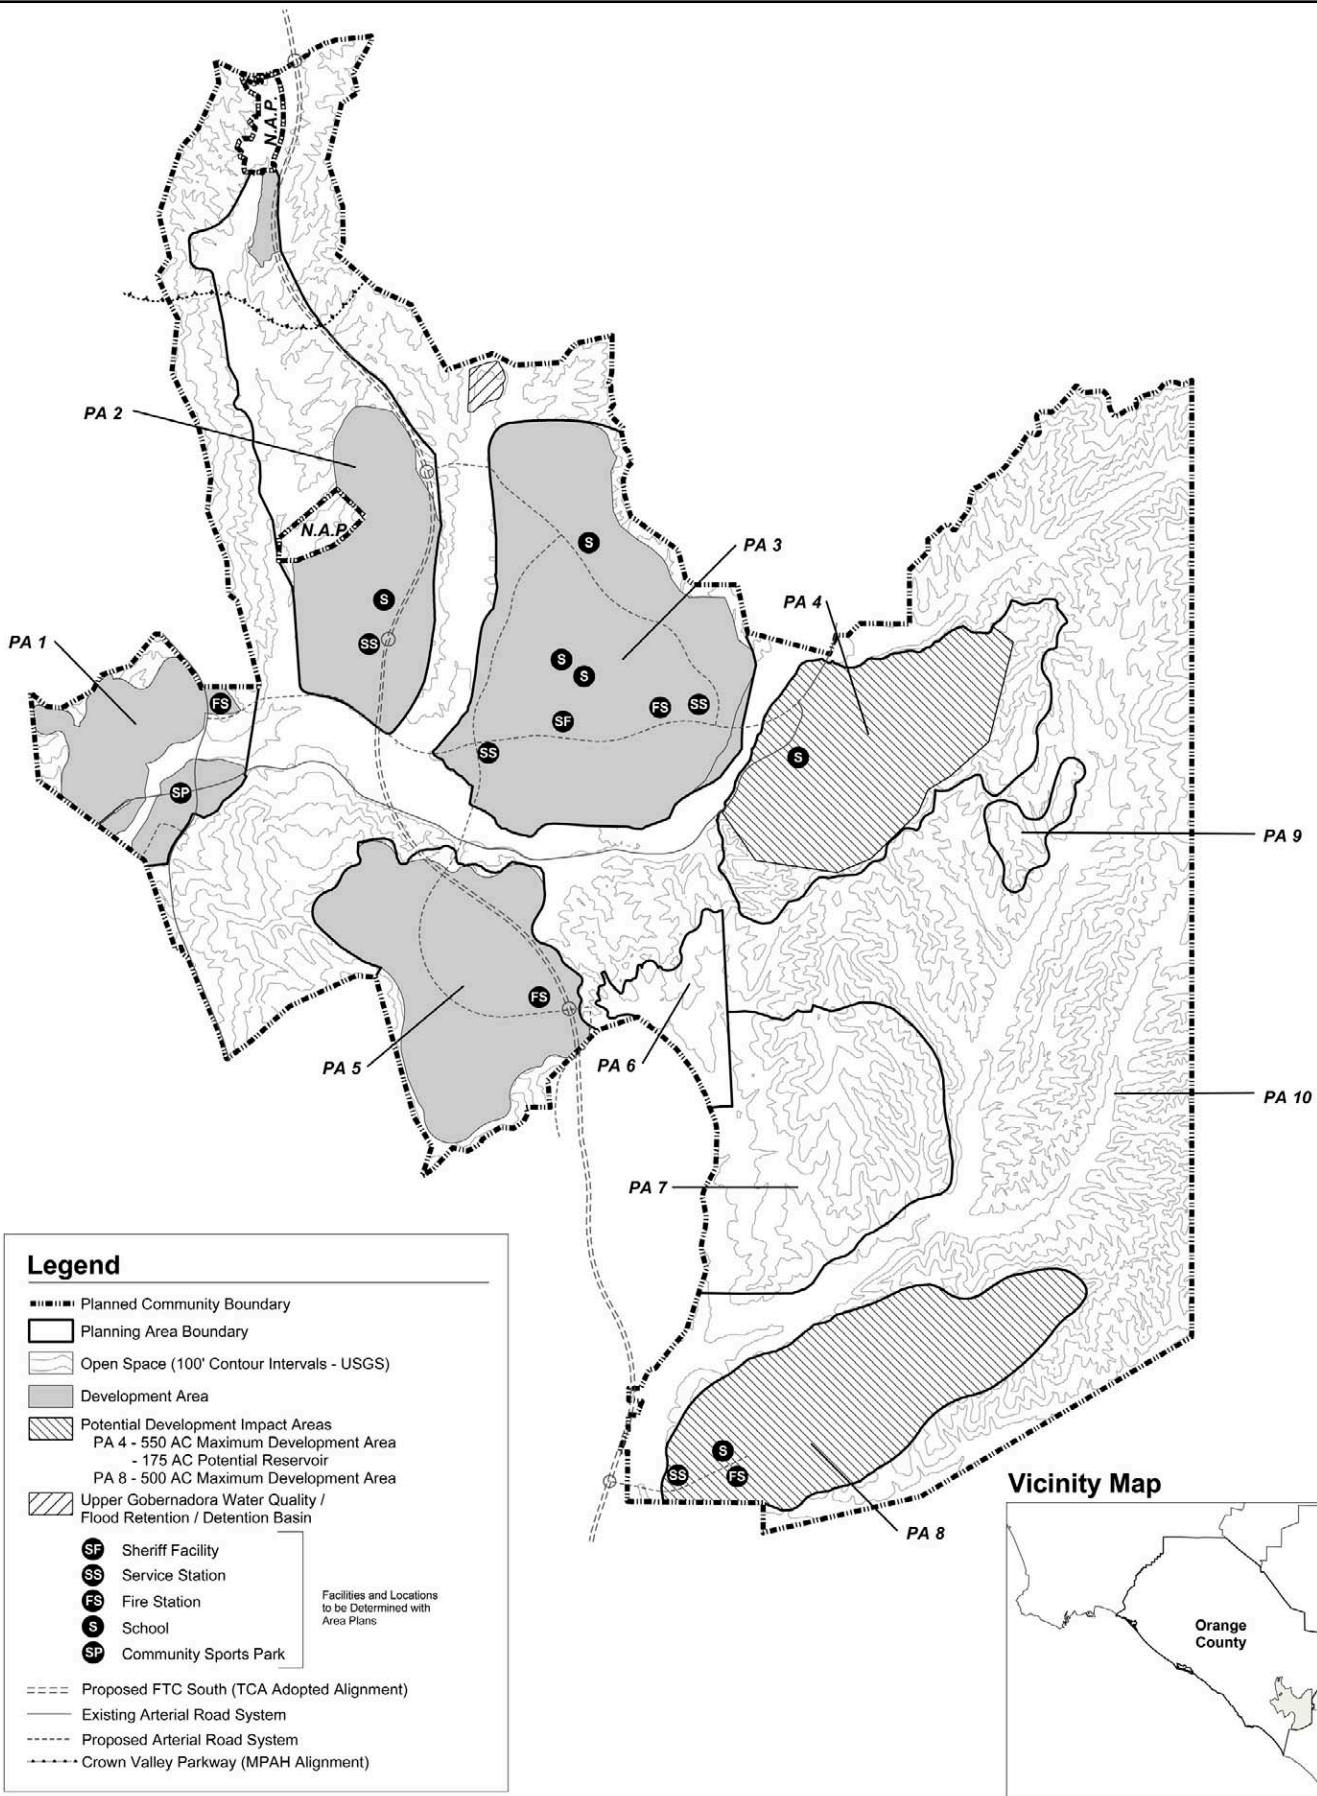 N.A.P.
PA 2
N.A.P.
S
PA 3
PA 4
S
SS
PA 1
S
S
FS
SF
FS
SS
SS
S
SP
PA 9
FS
PA 5
PA 6
PA 10
PA 7
S
SS
FS
PA 8
Legend
Planned Community Boundary
Planning Area Boundary
Open Space (100' Contour Intervals - USGS)
Development Area
Potential Development Impact Areas
PA 4 - 550 AC Maximum Development Area
- 175 AC Potential Reservoir
PA 8 - 500 AC Maximum Development Area
Upper Gobernadora Water Quality /
Flood Retention / Detention Basin
SF Sheriff Facility
SS Service Station
FS Fire Station
S School
SP Community Sports Park
Facilities and Locations
to be Determined with
Area Plans
Proposed FTC South (TCA Adopted Alignment)
Existing Arterial Road System
Proposed Arterial Road System
Crown Valley Parkway (MPAH Alignment)
Vicinity Map
Orange
County